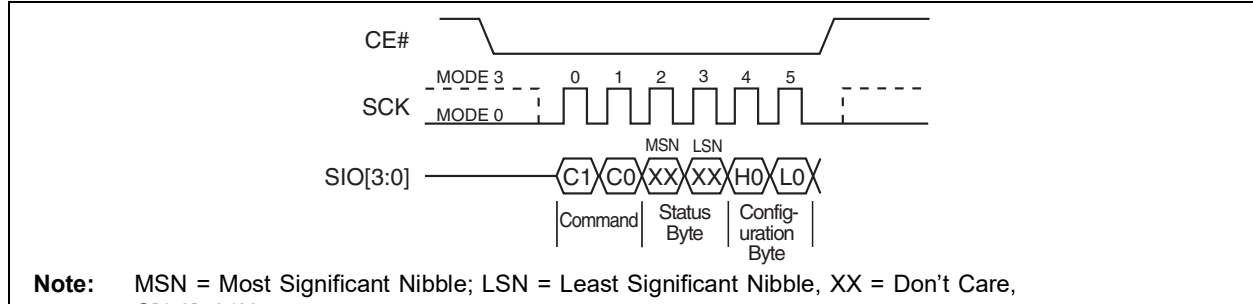 CE#
MODE 3 0 1 2 3 4 5
SCK
MODE 0
MSN LSN
SIO[3:0] C1 C0 XX XX H0 L0
Command Status Byte Config-uration Byte
Note: MSN = Most Significant Nibble; LSN = Least Significant Nibble, XX = Don't Care,